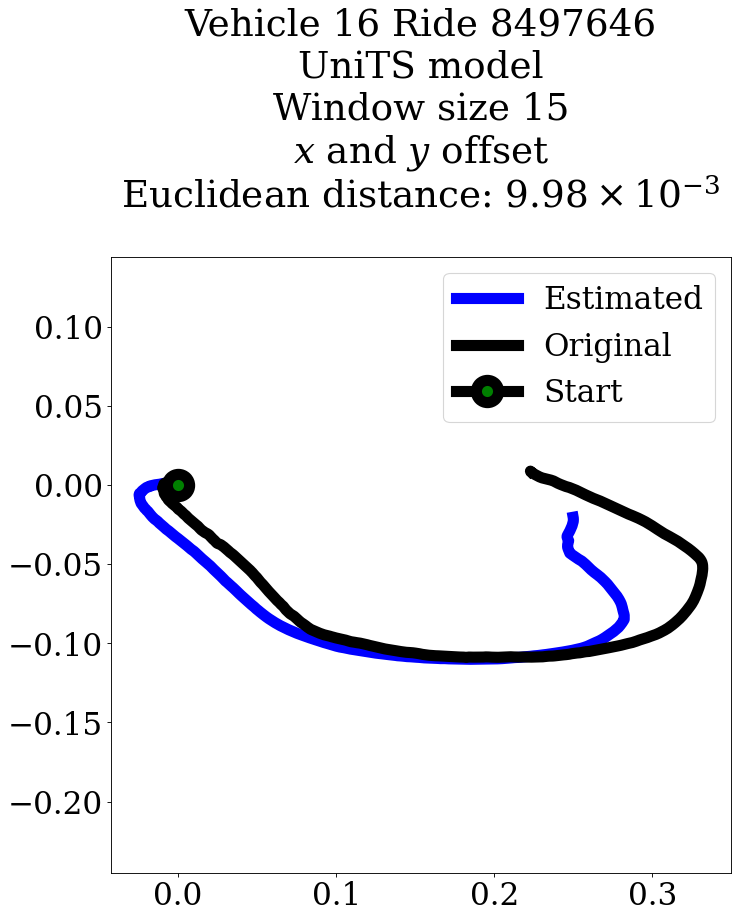 Vehicle 16 Ride 8497646
UniTS model
Window size 15
x and y offset
Euclidean distance: 9.98 × 10⁻³
Estimated
Original
Start
0.10
0.05
0.00
−0.05
−0.10
−0.15
−0.20
0.0 0.1 0.2 0.3